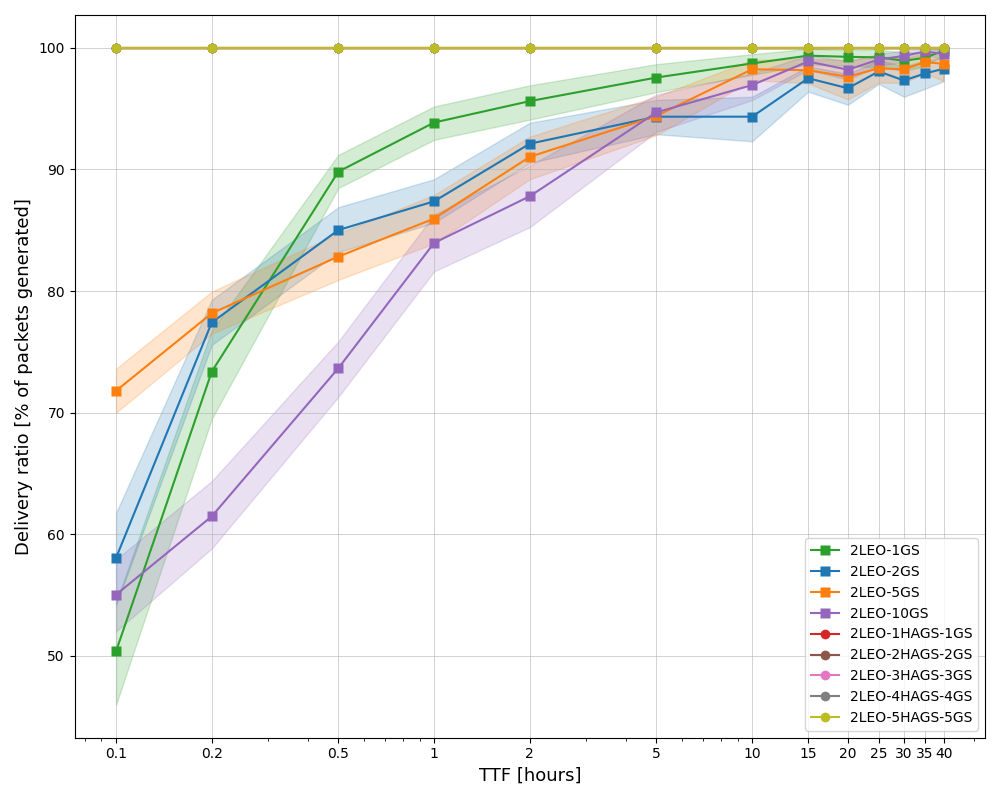 Delivery ratio [% of packets generated]
100
90
80
70
60
50
0.1 0.2 0.5 1 2 5 10 15 20 25 30 35 40
TTF [hours]
2LEO-1GS
2LEO-2GS
2LEO-5GS
2LEO-10GS
2LEO-1HAGS-1GS
2LEO-2HAGS-2GS
2LEO-3HAGS-3GS
2LEO-4HAGS-4GS
2LEO-5HAGS-5GS